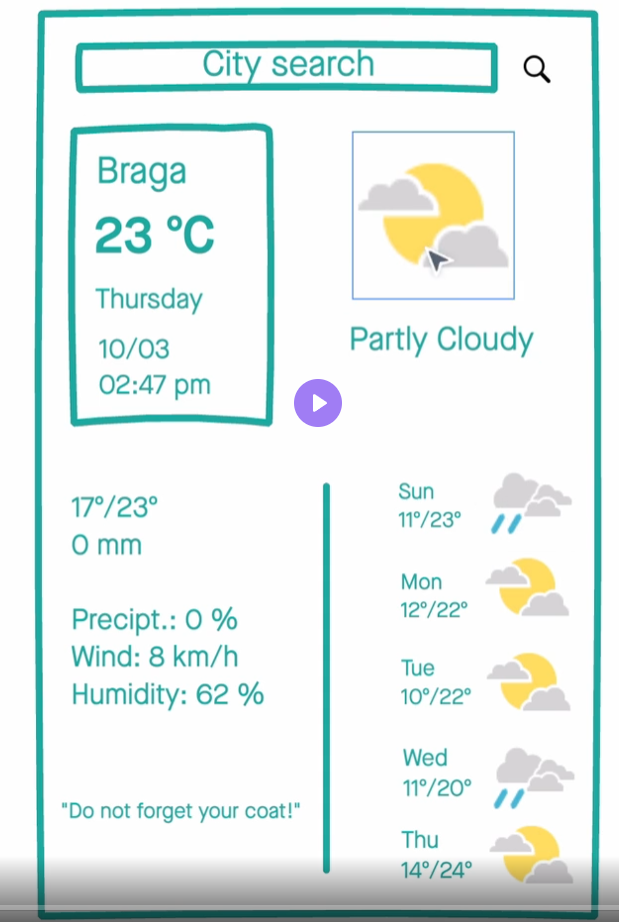 City search
Braga
23 °C
Thursday
10/03
02:47 pm
Partly Cloudy
17°/23°
0 mm
Precipt.: 0 %
Wind: 8 km/h
Humidity: 62 %
"Do not forget your coat!"
Sun
11°/23°
Mon
12°/22°
Tue
10°/22°
Wed
11°/20°
Thu
14°/24°